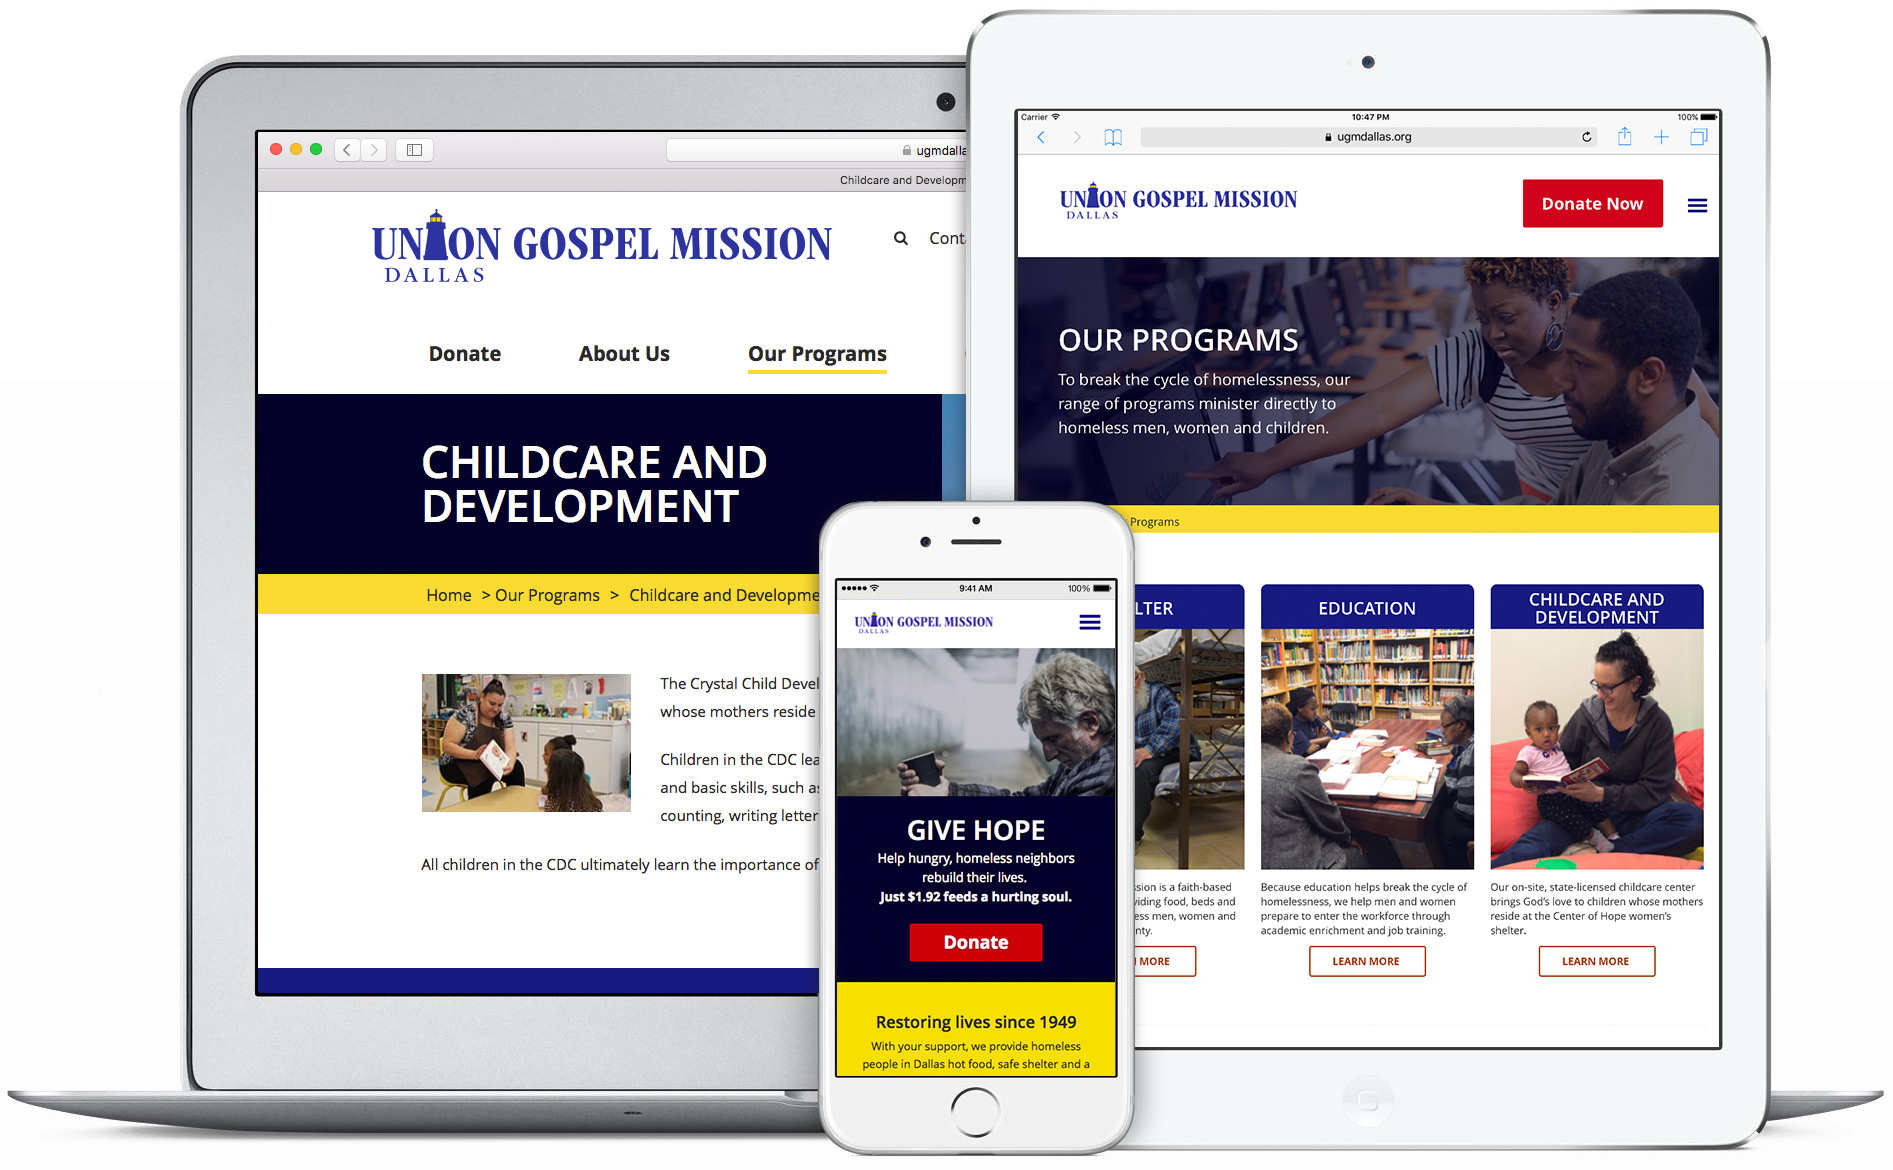 ugmdalla
Childcare and Developm
UNION GOSPEL MISSION
DALLAS
Conta
Donate
About Us
Our Programs
CHILDCARE AND
DEVELOPMENT
Home > Our Programs > Childcare and Developme
The Crystal Child Devel
whose mothers reside
Children in the CDC lea
and basic skills, such as
counting, writing letter
All children in the CDC ultimately learn the importance of
9:41 AM
100%
UNION GOSPEL MISSION
DALLAS
GIVE HOPE
Help hungry, homeless neighbors
rebuild their lives.
Just $1.92 feeds a hurting soul.
Donate
Restoring lives since 1949
With your support, we provide homeless
people in Dallas hot food, safe shelter and a
Carrier
10:47 PM
100%
ugmdallas.org
UNION GOSPEL MISSION
DALLAS
Donate Now
OUR PROGRAMS
To break the cycle of homelessness, our
range of programs minister directly to
homeless men, women and children.
Programs
LTER
ssion is a faith-based
viding food, beds and
ess men, women and
nty.
MORE
EDUCATION
Because education helps break the cycle of
homelessness, we help men and women
prepare to enter the workforce through
academic enrichment and job training.
LEARN MORE
CHILDCARE AND
DEVELOPMENT
Our on-site, state-licensed childcare center
brings God's love to children whose mothers
reside at the Center of Hope women's
shelter.
LEARN MORE